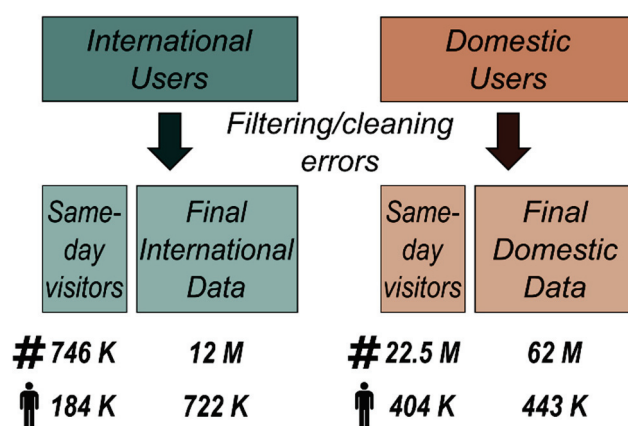 International
Users
Domestic
Users
Filtering/cleaning
errors
Same-
day
visitors
Final
International
Data
Same-
day
visitors
Final
Domestic
Data
# 746 K 12 M # 22.5 M 62 M
184 K 722 K 404 K 443 K